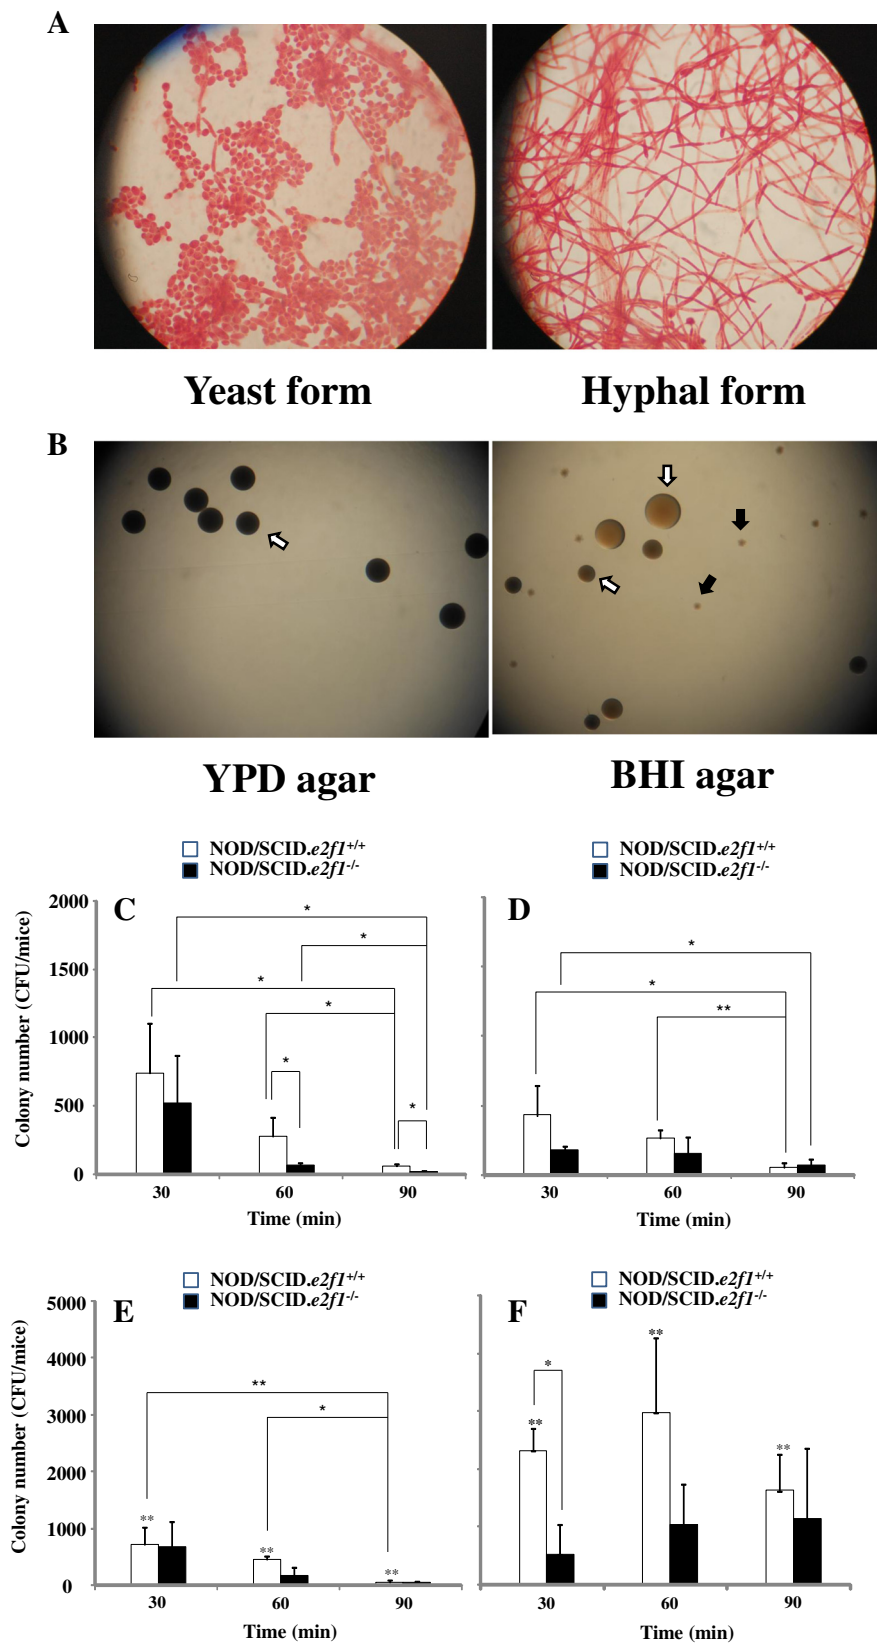 A
Yeast form
Hyphal form
B
YPD agar
BHI agar
NOD/SCID.e2f1+/+
NOD/SCID.e2f1-/-
C
Colony number (CFU/mice)
2000
1500
1000
500
0
*
*
*
*
*
*
30
60
90
Time (min)
NOD/SCID.e2f1+/+
NOD/SCID.e2f1-/-
D
*
*
**
30
60
90
Time (min)
NOD/SCID.e2f1+/+
NOD/SCID.e2f1-/-
E
Colony number (CFU/mice)
5000
4000
3000
2000
1000
0
**
*
**
**
**
30
60
90
Time (min)
NOD/SCID.e2f1+/+
NOD/SCID.e2f1-/-
F
**
*
**
**
30
60
90
Time (min)